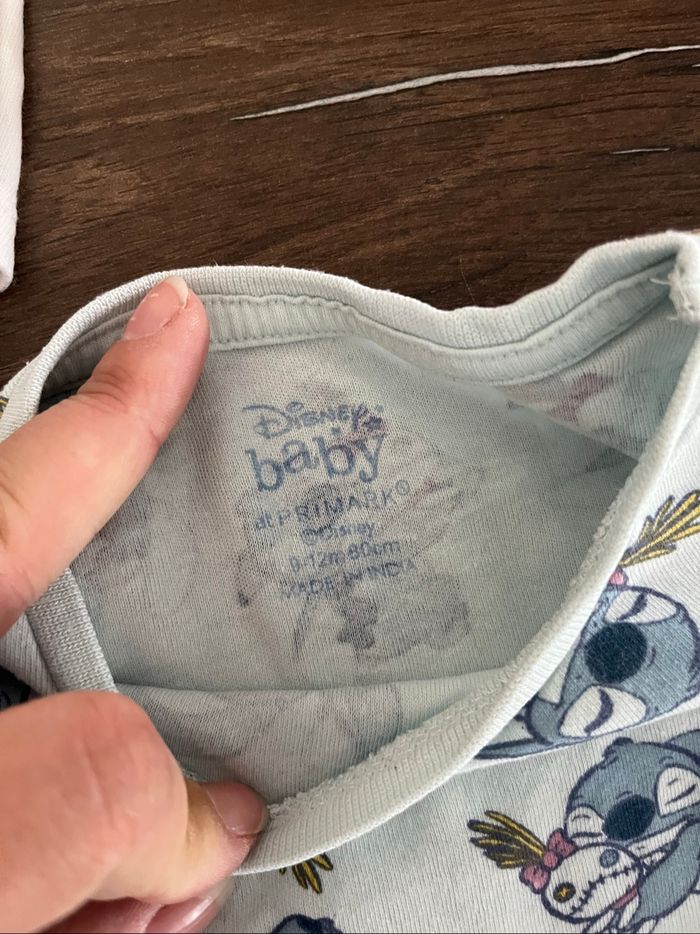 Disney
baby
at PRIMARK®
©Disney
9-12m 80cm
MADE IN INDIA